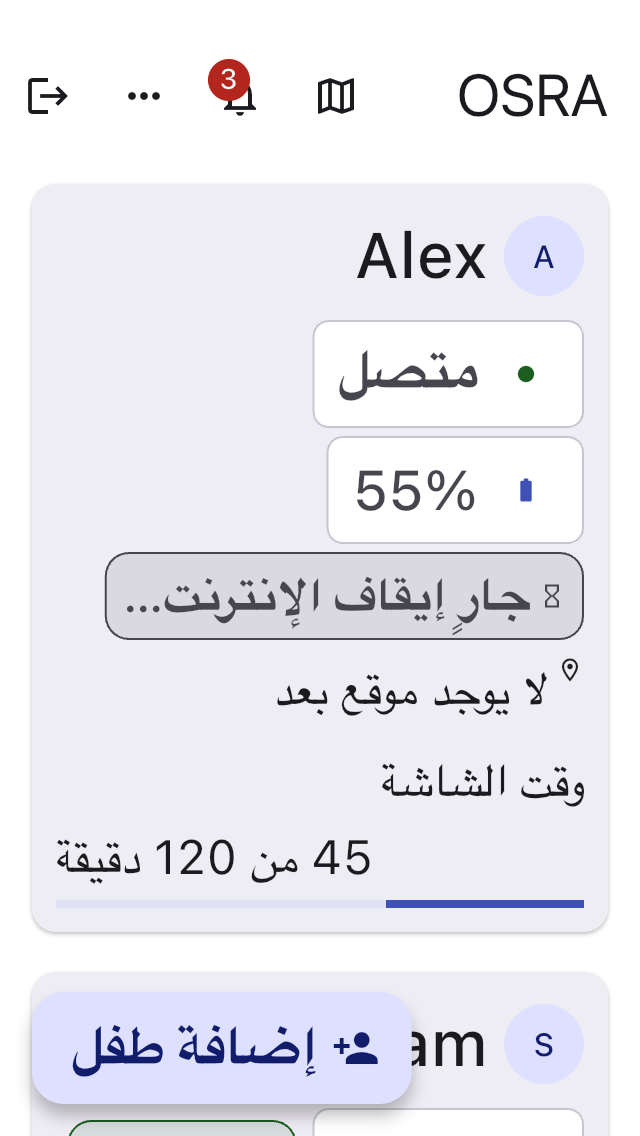 OSRA
3
Alex
A
متصل
55%
جارٍ إيقاف الإنترنت...
لا يوجد موقع بعد
وقت الشاشة
45 من 120 دقيقة
S
إضافة طفل